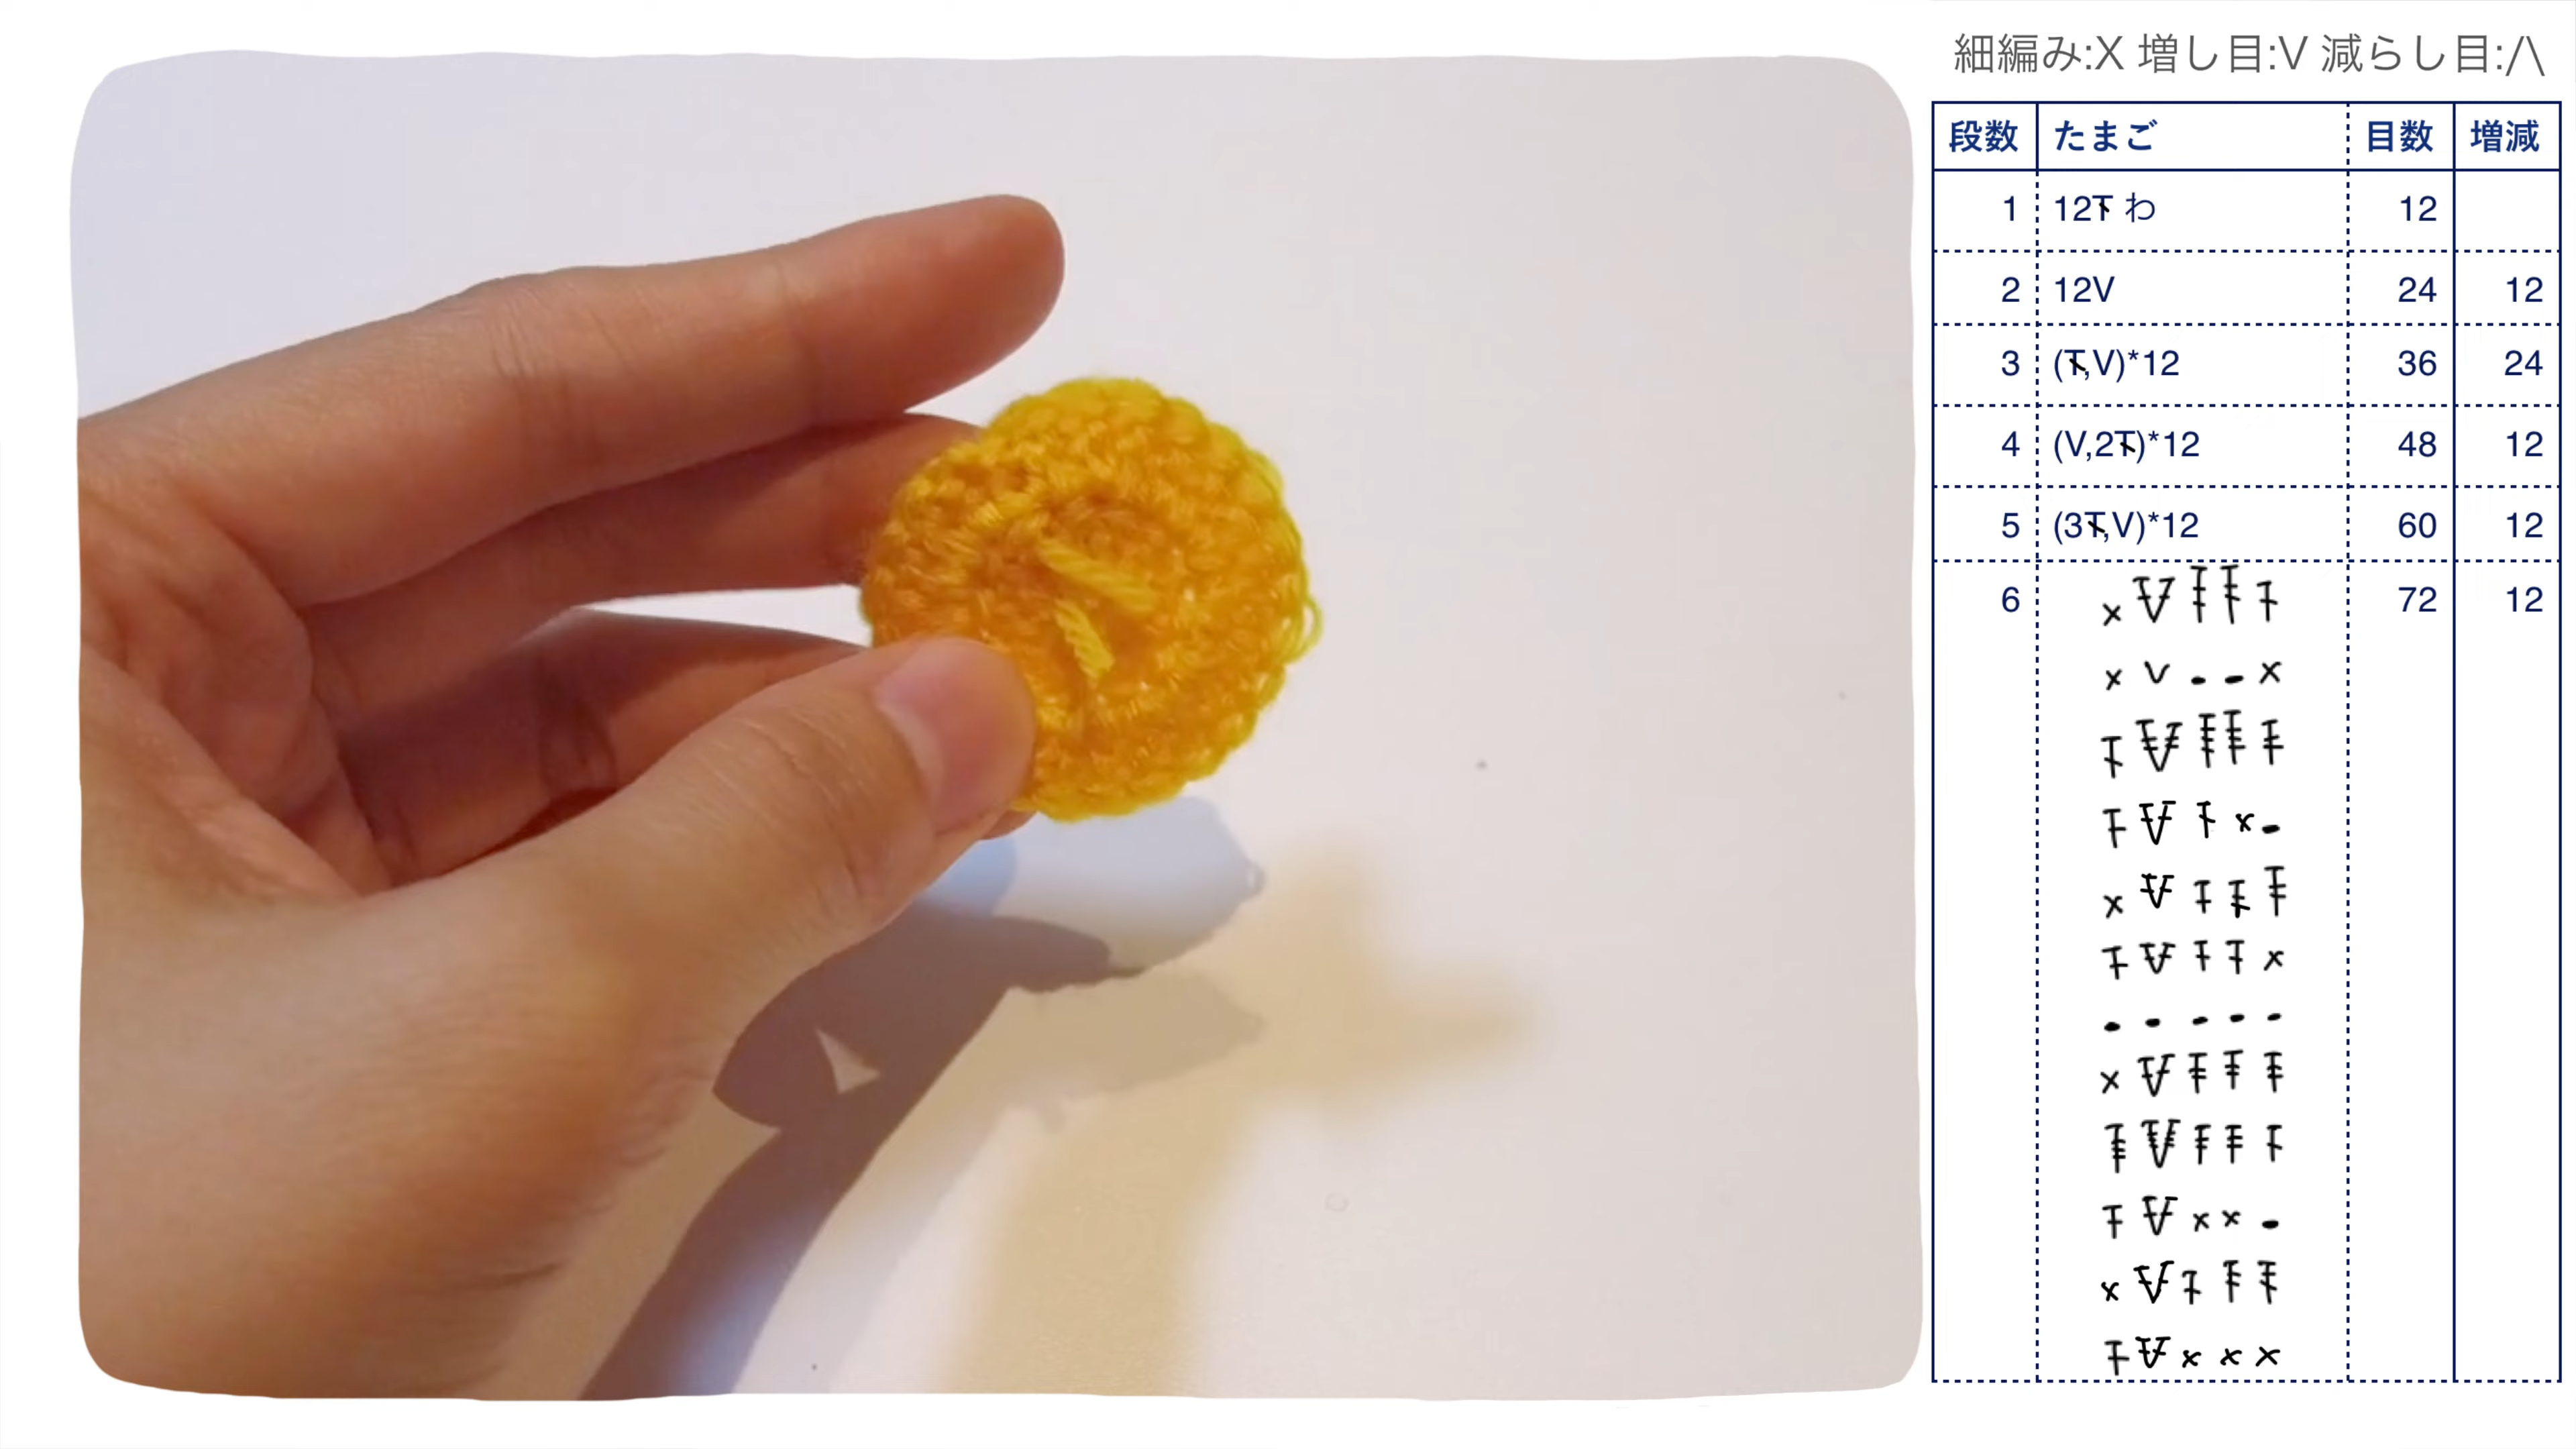 細編み:X 増し目:V 減らし目:/\
段数 たまご 目数 増減
1 12T わ 12
2 12V 24 12
3 (T,V)*12 36 24
4 (V,2T)*12 48 12
5 (3T,V)*12 60 12
6 72 12